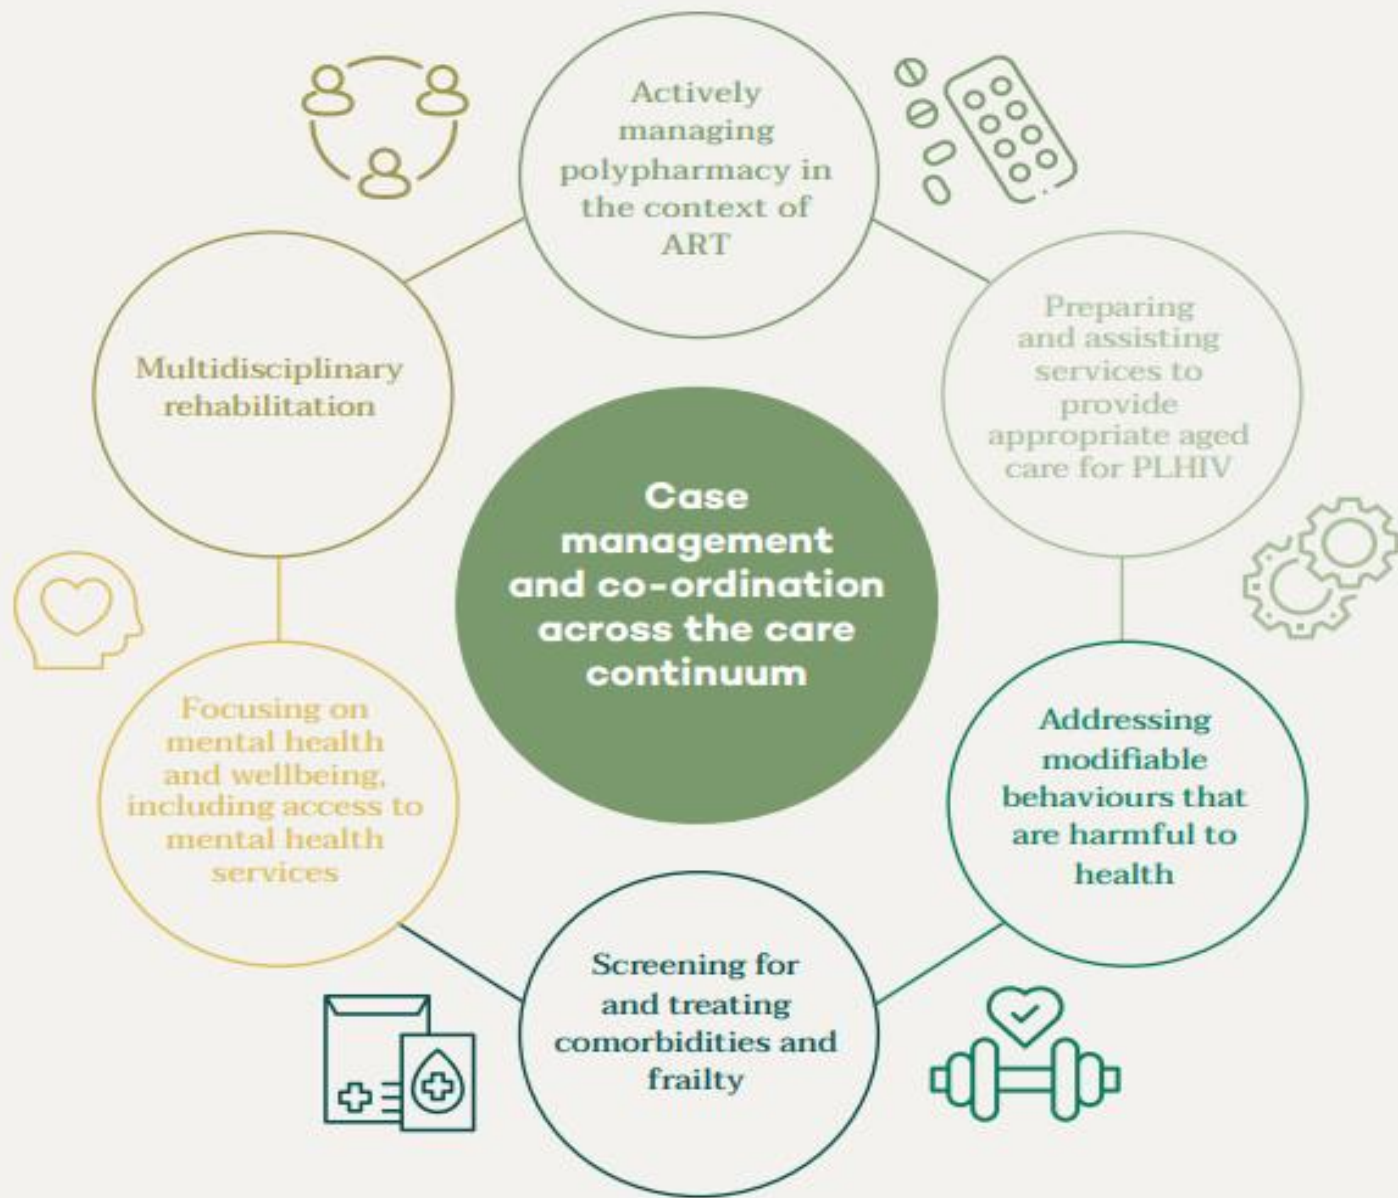 Actively
managing
polypharmacy in
the context of
ART
Preparing
and assisting
services to
provide
appropriate aged
care for PLHIV
Addressing
modifiable
behaviours that
are harmful to
health
Screening for
and treating
comorbidities and
frailty
Focusing on
mental health
and wellbeing,
including access to
mental health
services
Multidisciplinary
rehabilitation
Case
management
and co-ordination
across the care
continuum